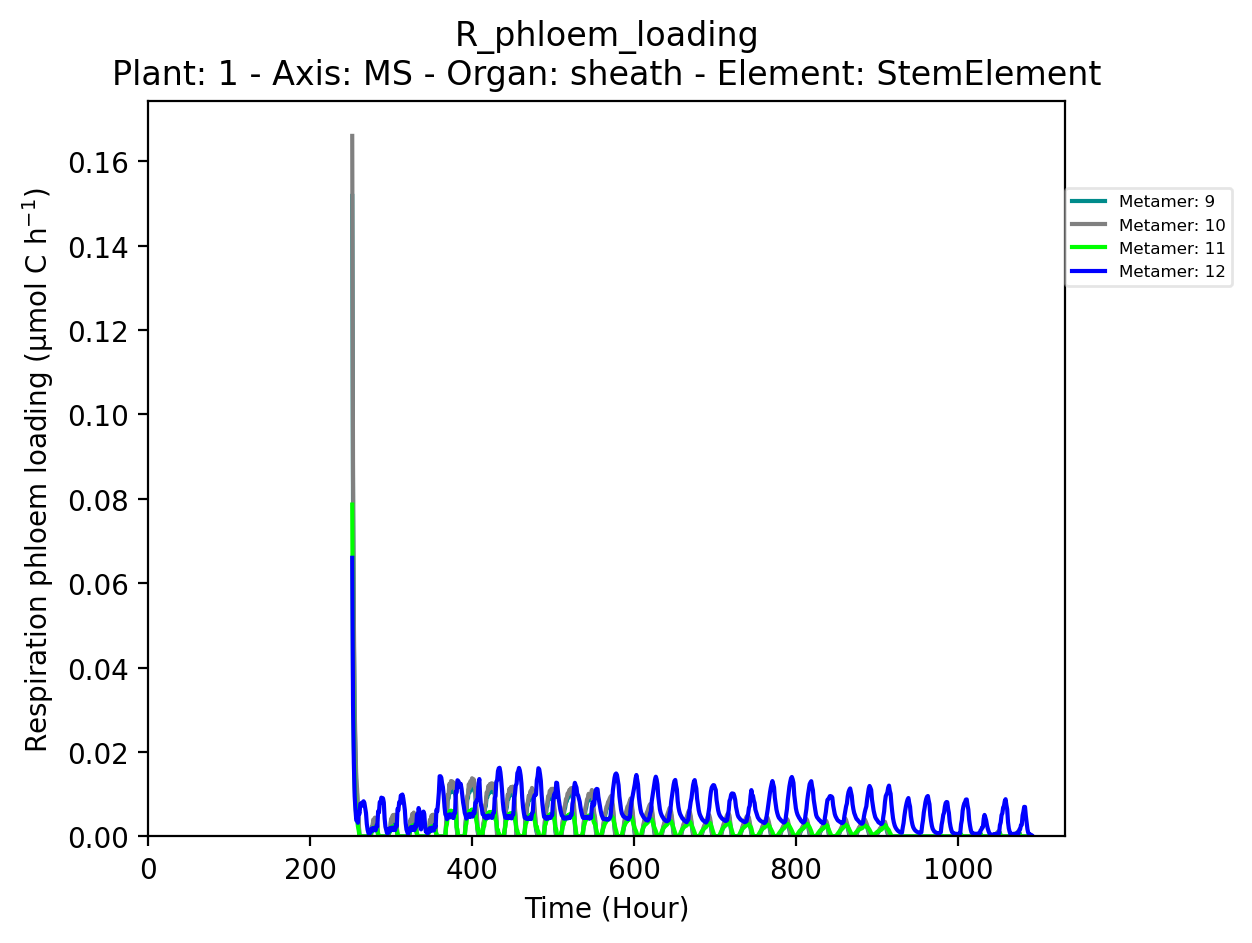 R_phloem_loading
Plant: 1 - Axis: MS - Organ: sheath - Element: StemElement
Respiration phloem loading (µmol C h⁻¹)
0.16
0.14
0.12
0.10
0.08
0.06
0.04
0.02
0.00
0 200 400 600 800 1000
Time (Hour)
Metamer: 9
Metamer: 10
Metamer: 11
Metamer: 12